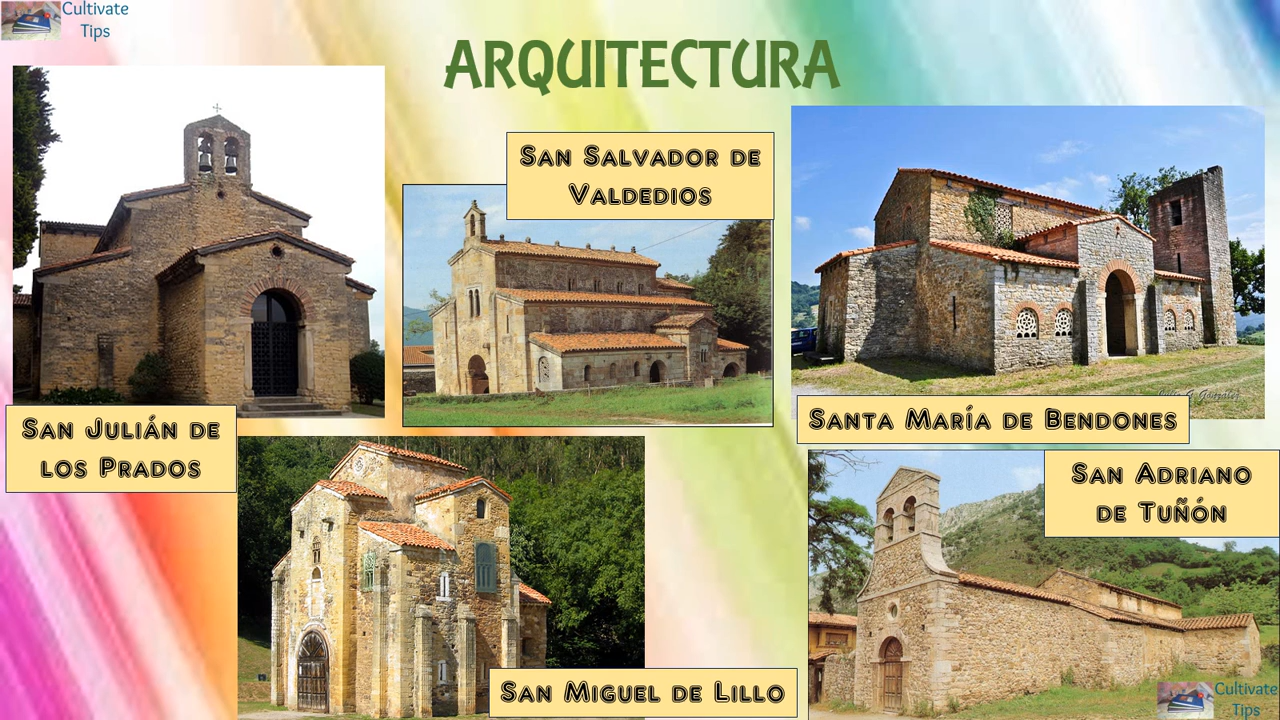 Cultivate
Tips
ARQUITECTURA
San Salvador de
Valdedios
San Julián de
los Prados
Santa María de Bendones
San Adriano
de Tuñón
San Miguel de Lillo
Cultivate
Tips